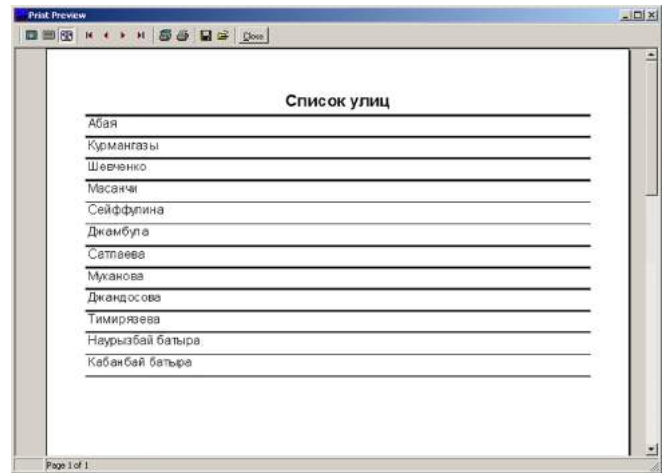 Print Preview
Close
Список улиц
Абая
Курмангазы
Шевченко
Масанчи
Сейффулина
Джамбула
Сатпаева
Муканова
Джандосова
Тимирязева
Наурызбай батыра
Кабанбай батыра
Page 1 of 1